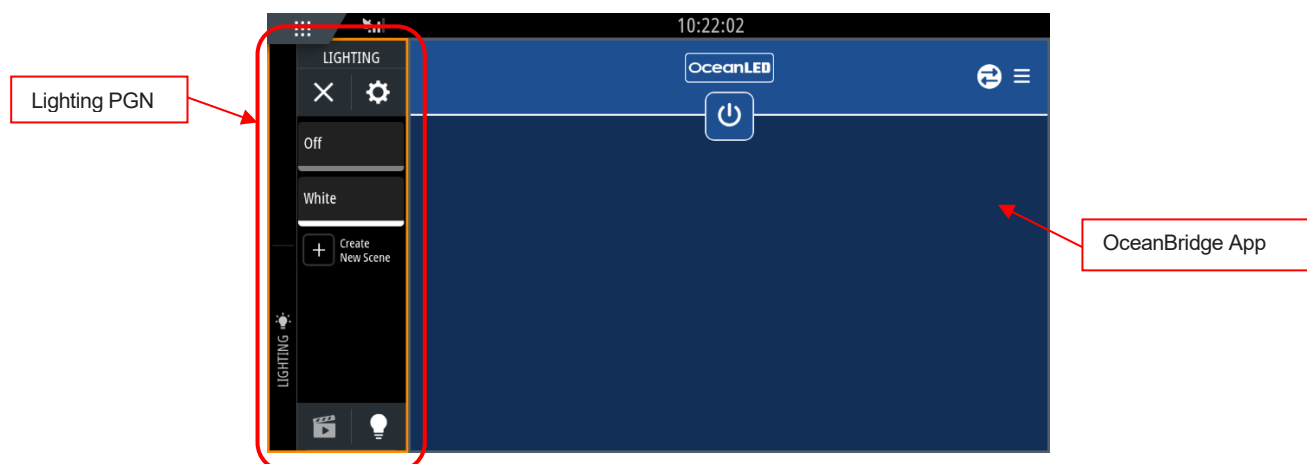 10:22:02
LIGHTING
OceanLED
Lighting PGN
Off
OceanBridge App
White
Create
New Scene
LIGHTING